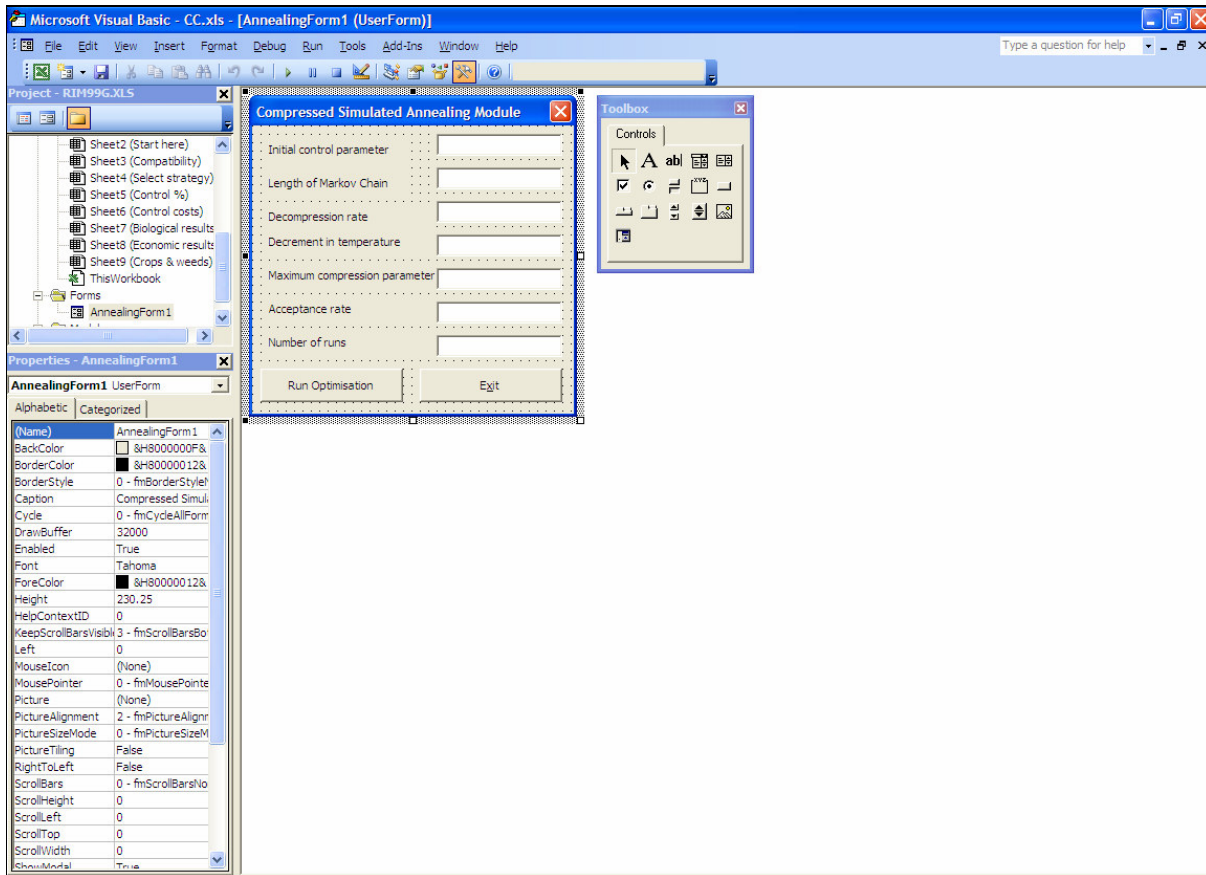 Microsoft Visual Basic - CC.xls - [AnnealingForm1 (UserForm)]
File Edit View Insert Format Debug Run Tools Add-Ins Window Help
Type a question for help
Project - RIM99G.XLS
Sheet2 (Start here)
Sheet3 (Compatibility)
Sheet4 (Select strategy)
Sheet5 (Control %)
Sheet6 (Control costs)
Sheet7 (Biological results
Sheet8 (Economic results
Sheet9 (Crops & weeds)
ThisWorkbook
Forms
AnnealingForm1
Properties - AnnealingForm1
AnnealingForm1 UserForm
Alphabetic Categorized
(Name) AnnealingForm1
BackColor &H8000000F&
BorderColor &H80000012&
BorderStyle 0 - fmBorderStyleN
Caption Compressed Simula
Cycle 0 - fmCycleAllForm
DrawBuffer 32000
Enabled True
Font Tahoma
ForeColor &H80000012&
Height 230.25
HelpContextID 0
KeepScrollBarsVisibl 3 - fmScrollBarsBo
Left 0
MouseIcon (None)
MousePointer 0 - fmMousePointe
Picture (None)
PictureAlignment 2 - fmPictureAlignr
PictureSizeMode 0 - fmPictureSizeM
PictureTiling False
RightToLeft False
ScrollBars 0 - fmScrollBarsNo
ScrollHeight 0
ScrollLeft 0
ScrollTop 0
ScrollWidth 0
ShowModal True
Compressed Simulated Annealing Module
Initial control parameter
Length of Markov Chain
Decompression rate
Decrement in temperature
Maximum compression parameter
Acceptance rate
Number of runs
Run Optimisation Exit
Toolbox
Controls
A ab
XYZ